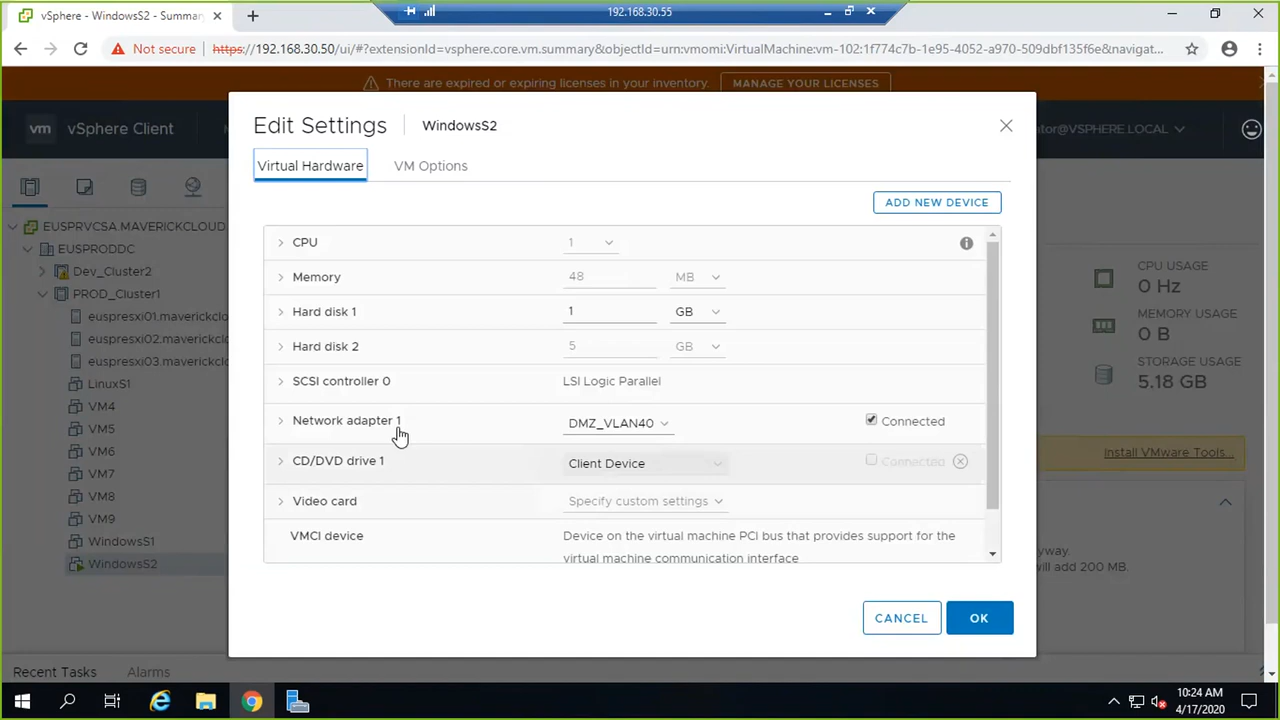 vSphere - WindowsS2 - Summar
192.168.30.55
Not secure
https://192.168.30.50/ui/#?extensionId=vsphere.core.vm.summary&objectId=urn:vmomi:VirtualMachine:vm-102:1f774c7b-1e95-4052-a970-509dbf135f6e&navigat...
There are expired or expiring licenses in your inventory.
MANAGE YOUR LICENSES
vm
vSphere Client
ator@VSPHERE.LOCAL
EUSPRVCSA.MAVERICKCLOUD
EUSPRODDC
Dev_Cluster2
PROD_Cluster1
euspresxi01.maverickclo
euspresxi02.maverickclo
euspresxi03.maverickclo
LinuxS1
VM4
VM5
VM6
VM7
VM8
VM9
WindowsS1
WindowsS2
Edit Settings
WindowsS2
Virtual Hardware
VM Options
ADD NEW DEVICE
CPU
1
Memory
48
MB
Hard disk 1
1
GB
Hard disk 2
5
GB
SCSI controller 0
LSI Logic Parallel
Network adapter 1
DMZ_VLAN40
Connected
CD/DVD drive 1
Client Device
Connected
Video card
Specify custom settings
VMCI device
Device on the virtual machine PCI bus that provides support for the
virtual machine communication interface
CANCEL
OK
CPU USAGE
0 Hz
MEMORY USAGE
0 B
STORAGE USAGE
5.18 GB
Install VMware Tools...
yway.
will add 200 MB.
Recent Tasks
Alarms
10:24 AM
4/17/2020